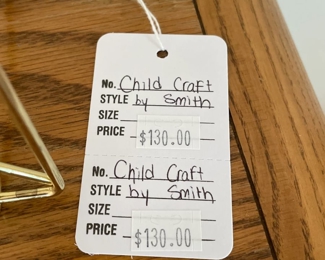 No. Child Craft
STYLE by Smith
SIZE
PRICE $130.00
No. Child Craft
STYLE by Smith
SIZE
PRICE $130.00